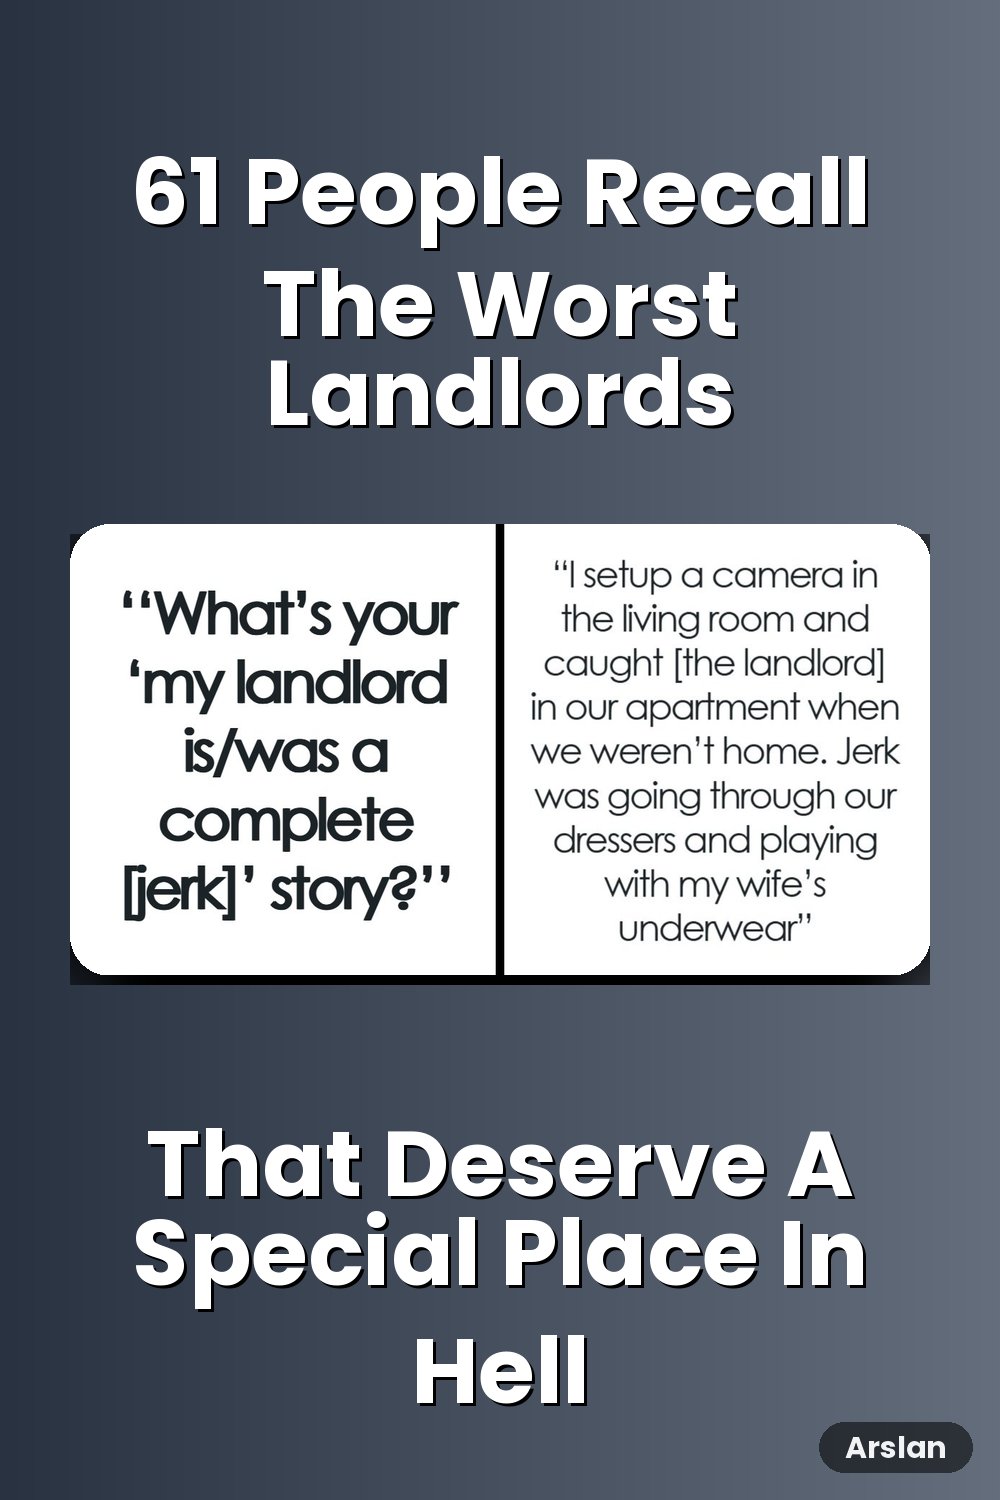 61 People Recall
The Worst
Landlords
“What’s your
‘my landlord
is/was a
complete
[jerk]’ story?”
“I setup a camera in
the living room and
caught [the landlord]
in our apartment when
we weren’t home. Jerk
was going through our
dressers and playing
with my wife’s
underwear”
That Deserve A
Special Place In
Hell
Arslan